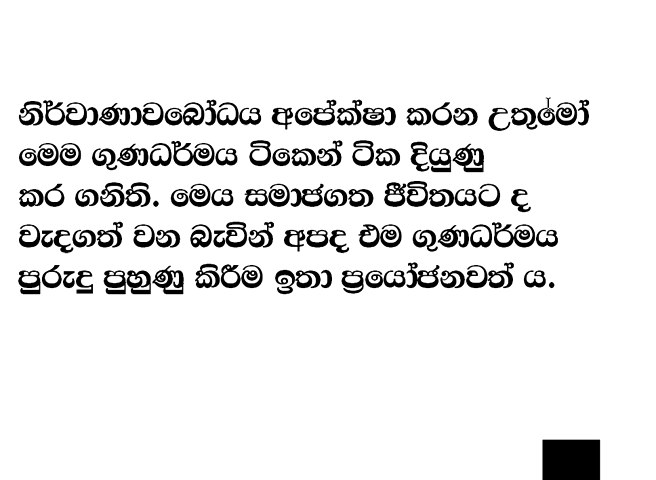 නිර්වාණාවබෝධය අපේක්ෂා කරන උතුමෝ
මෙම ගුණධර්මය ටිකෙන් ටික දියුණු
කර ගනිති. මෙය සමාජගත ජීවිතයට ද
වැදගත් වන බැවින් අපද එම ගුණධර්මය
පුරුදු පුහුණු කිරීම ඉතා ප්‍රයෝජනවත් ය.